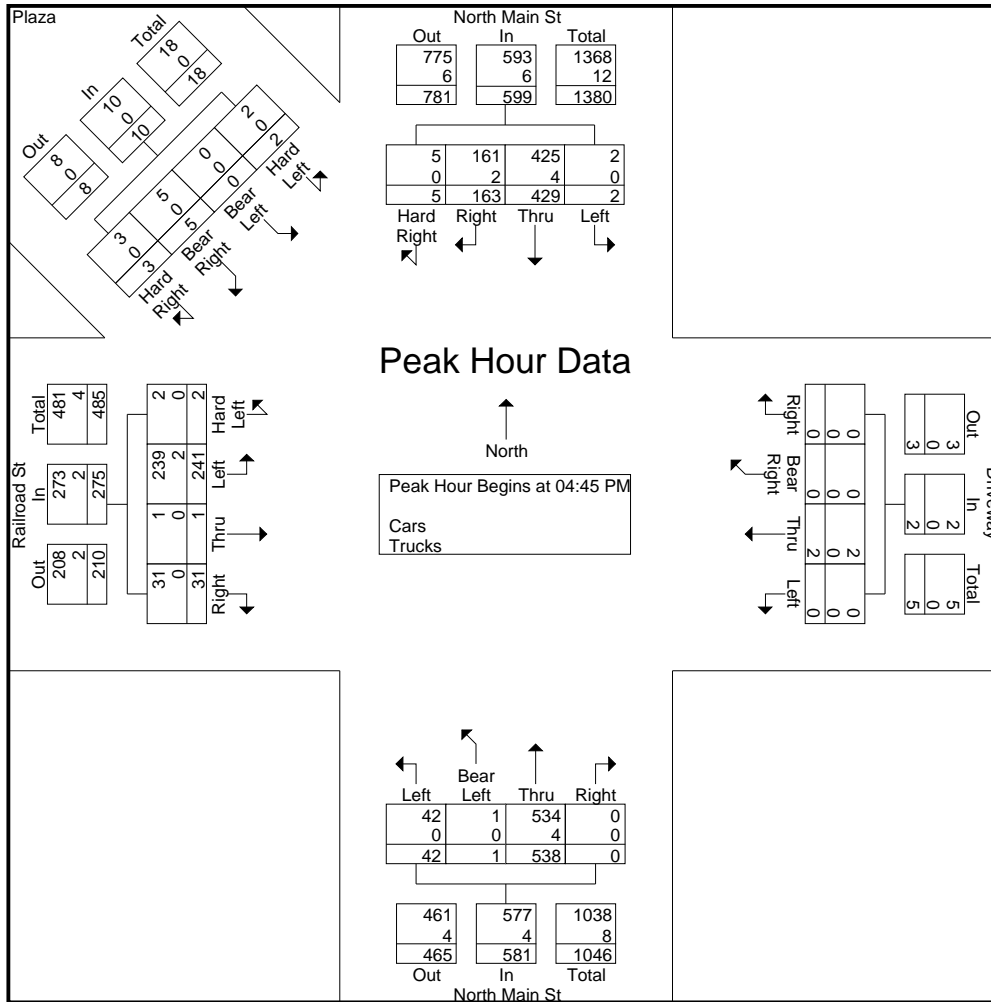 Plaza
Total
18
0
18
In
10
0
10
Out
8
0
8
2
0
2
Hard
Left
0
0
0
Bear
Left
5
0
5
Bear
Right
3
0
3
Hard
Right
North Main St
Out In Total
775 593 1368
6 6 12
781 599 1380
5 161 425 2
0 2 4 0
5 163 429 2
Hard
Right
Right Thru Left
Peak Hour Data
North
Peak Hour Begins at 04:45 PM
Cars
Trucks
Railroad St
Total
481
4
485
In
273
2
275
Out
208
2
210
2
0
2
Hard
Left
239
2
241
Left
1
0
1
Thru
31
0
31
Right
Right
0
0
0
Bear
Right
0
0
0
Thru
2
0
2
Left
0
0
0
Out
3
0
3
In
2
0
2
Total
5
0
5
Driveway
Left
Bear
Left
Thru Right
42 1 534 0
0 0 4 0
42 1 538 0
461 577 1038
4 4 8
465 581 1046
Out In Total
North Main St